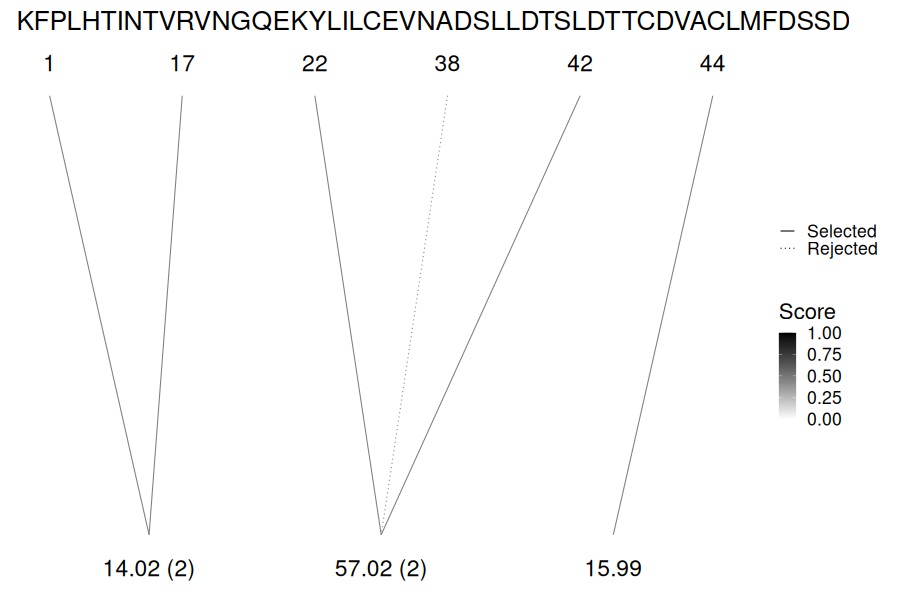 KFPLHTINTVRVNGQEKYLILCEVNADSLLDTSLDTTCDVACLMFDSSD
1 17 22 38 42 44
Selected
Rejected
Score
1.00
0.75
0.50
0.25
0.00
14.02 (2) 57.02 (2) 15.99